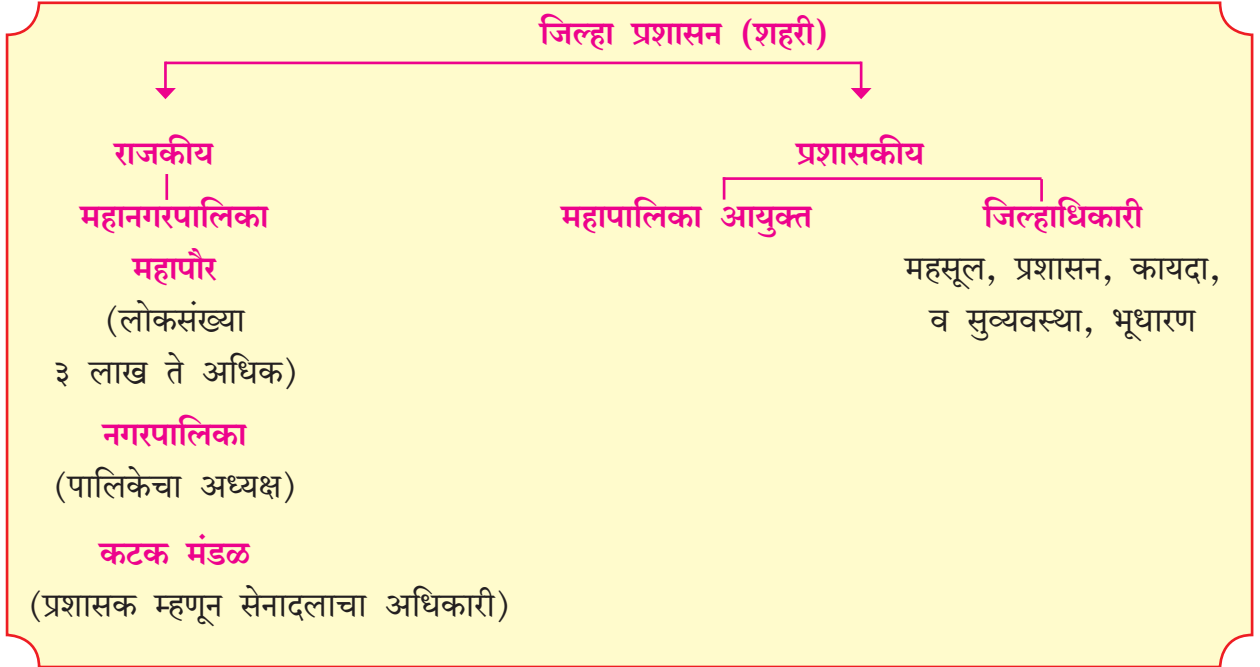 जिल्हा प्रशासन (शहरी)
राजकीय
प्रशासकीय
महानगरपालिका
महापालिका आयुक्त
जिल्हाधिकारी
महापौर
महसूल, प्रशासन, कायदा,
(लोकसंख्या
व सुव्यवस्था, भूधारण
३ लाख ते अधिक)
नगरपालिका
(पालिकेचा अध्यक्ष)
कटक मंडळ
(प्रशासक म्हणून सेनादलाचा अधिकारी)